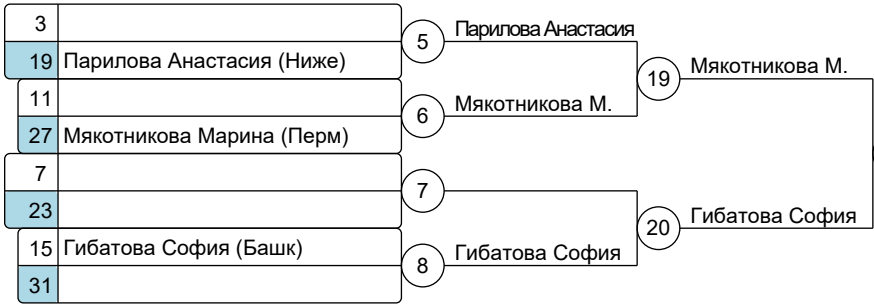 3
19 Парилова Анастасия (Ниже)
5
Парилова Анастасия
11
27 Мякотникова Марина (Перм)
6
Мякотникова М.
19
Мякотникова М.
7
23
7
15 Гибатова София (Башк)
31
8
Гибатова София
20
Гибатова София